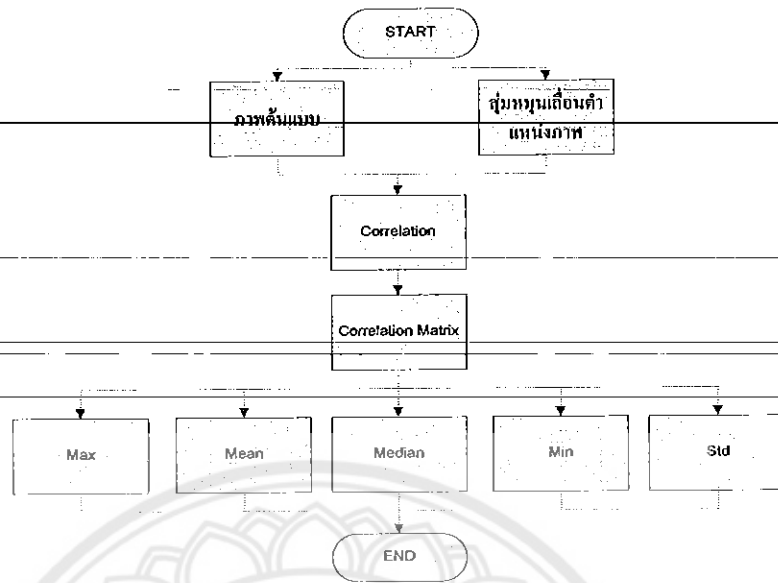 START
ภาพต้นแบบ
สุ่มหมุนเลื่อนตำ
แหน่งภาพ
Correlation
Correlation Matrix
Max
Mean
Median
Min
Std
END